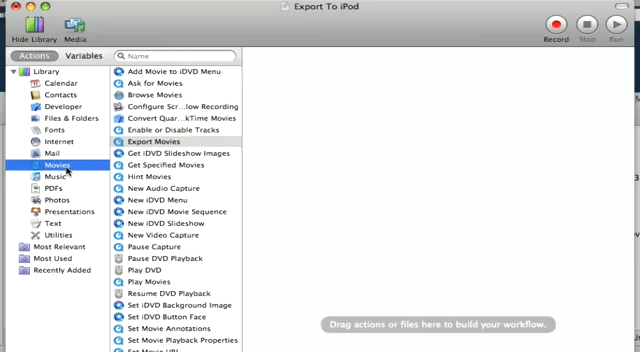 Export To iPod
Hide Library
Media
Record
Stop
Run
Actions
Variables
Name
Library
Calendar
Contacts
Developer
Files & Folders
Fonts
Internet
Mail
Movies
Music
PDFs
Photos
Presentations
Text
Utilities
Most Relevant
Most Used
Recently Added
Add Movie to iDVD Menu
Ask for Movies
Browse Movies
Configure Scr...low Recording
Convert Quar...kTime Movies
Enable or Disable Tracks
Export Movies
Get iDVD Slideshow Images
Get Specified Movies
Hint Movies
New Audio Capture
New iDVD Menu
New iDVD Movie Sequence
New iDVD Slideshow
New Video Capture
Pause Capture
Pause DVD Playback
Play DVD
Play Movies
Resume DVD Playback
Set iDVD Background Image
Set iDVD Button Face
Set Movie Annotations
Set Movie Playback Properties
Set Movie URL
Drag actions or files here to build your workflow.